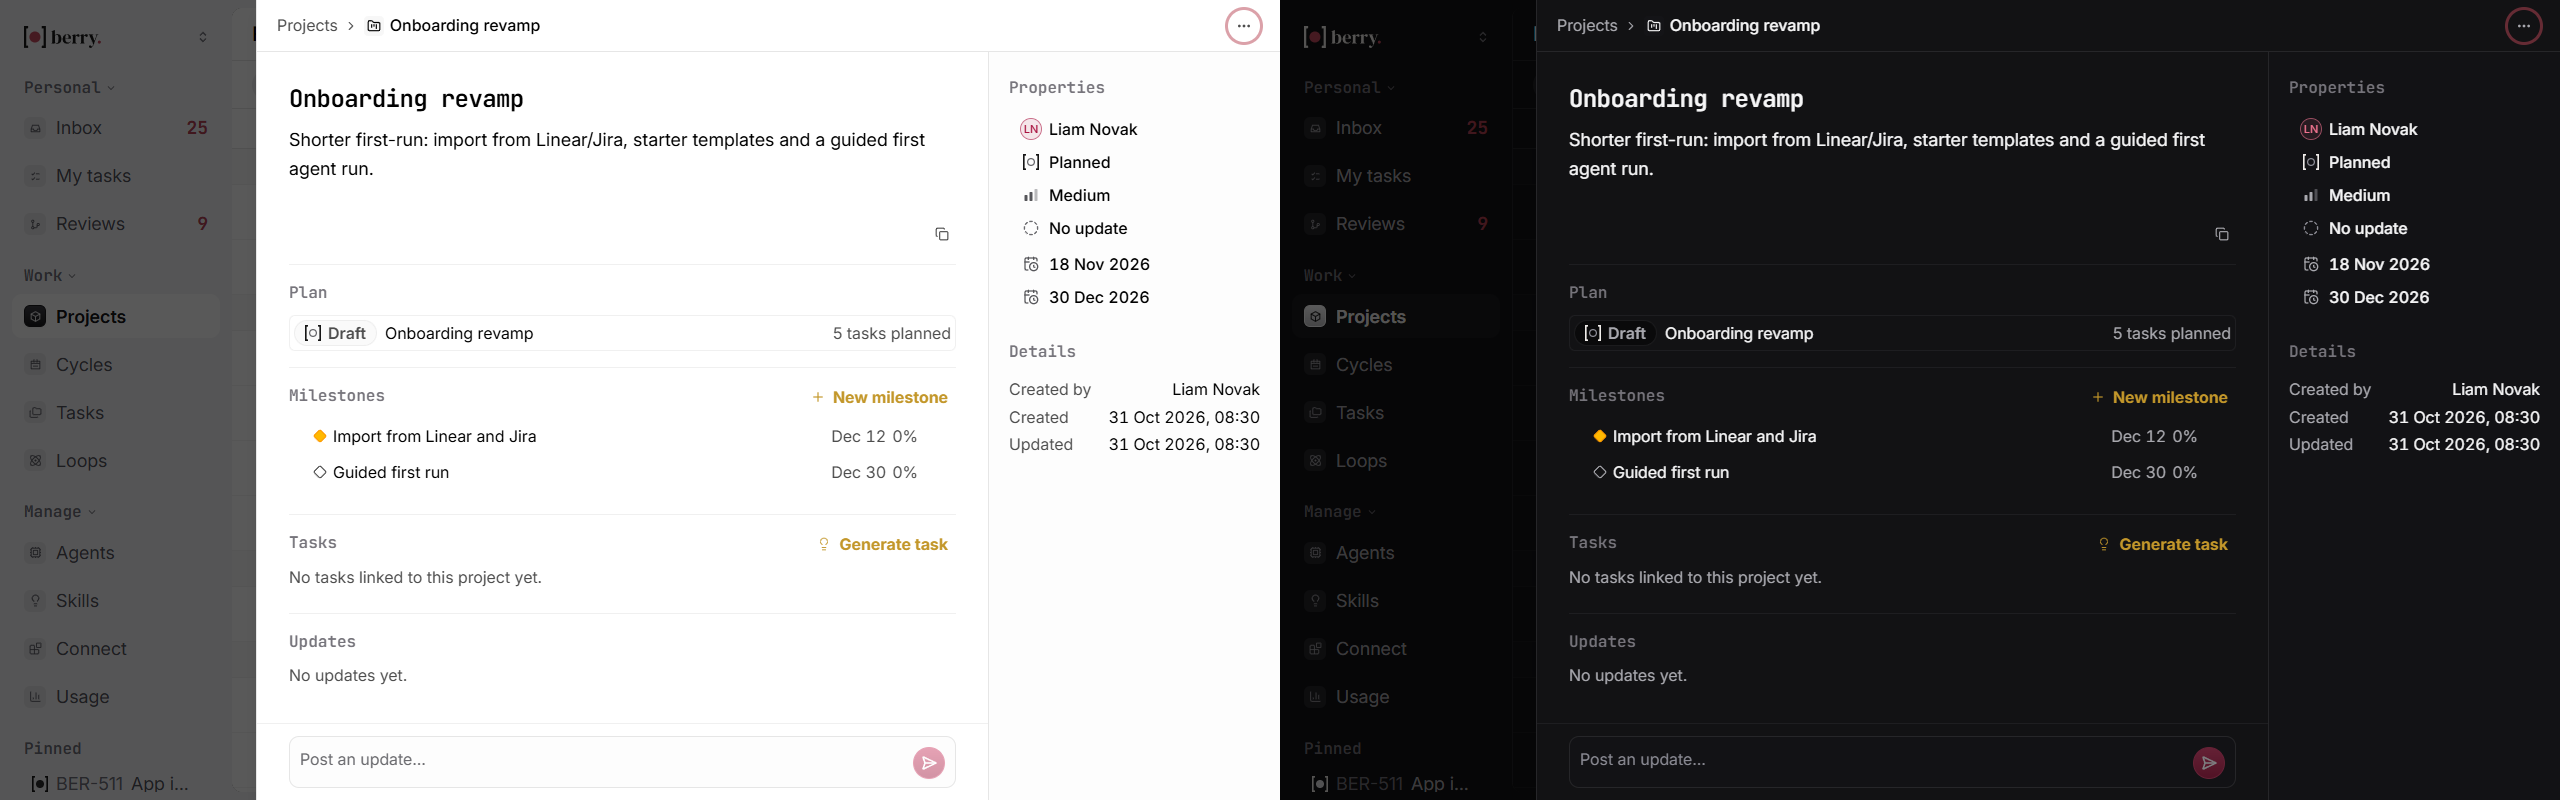 berry.
Personal
Inbox 25
My tasks
Reviews 9
Work
Projects
Cycles
Tasks
Loops
Manage
Agents
Skills
Connect
Usage
Pinned
BER-511 App i...
Projects > Onboarding revamp
Onboarding revamp
Shorter first-run: import from Linear/Jira, starter templates and a guided first
agent run.
Plan
Draft Onboarding revamp 5 tasks planned
Milestones + New milestone
Import from Linear and Jira Dec 12 0%
Guided first run Dec 30 0%
Tasks Generate task
No tasks linked to this project yet.
Updates
No updates yet.
Post an update...
Properties
LN Liam Novak
Planned
Medium
No update
18 Nov 2026
30 Dec 2026
Details
Created by Liam Novak
Created 31 Oct 2026, 08:30
Updated 31 Oct 2026, 08:30
berry.
Personal
Inbox 25
My tasks
Reviews 9
Work
Projects
Cycles
Tasks
Loops
Manage
Agents
Skills
Connect
Usage
Pinned
BER-511 App i...
Projects > Onboarding revamp
Onboarding revamp
Shorter first-run: import from Linear/Jira, starter templates and a guided first
agent run.
Plan
Draft Onboarding revamp 5 tasks planned
Milestones + New milestone
Import from Linear and Jira Dec 12 0%
Guided first run Dec 30 0%
Tasks Generate task
No tasks linked to this project yet.
Updates
No updates yet.
Post an update...
Properties
LN Liam Novak
Planned
Medium
No update
18 Nov 2026
30 Dec 2026
Details
Created by Liam Novak
Created 31 Oct 2026, 08:30
Updated 31 Oct 2026, 08:30